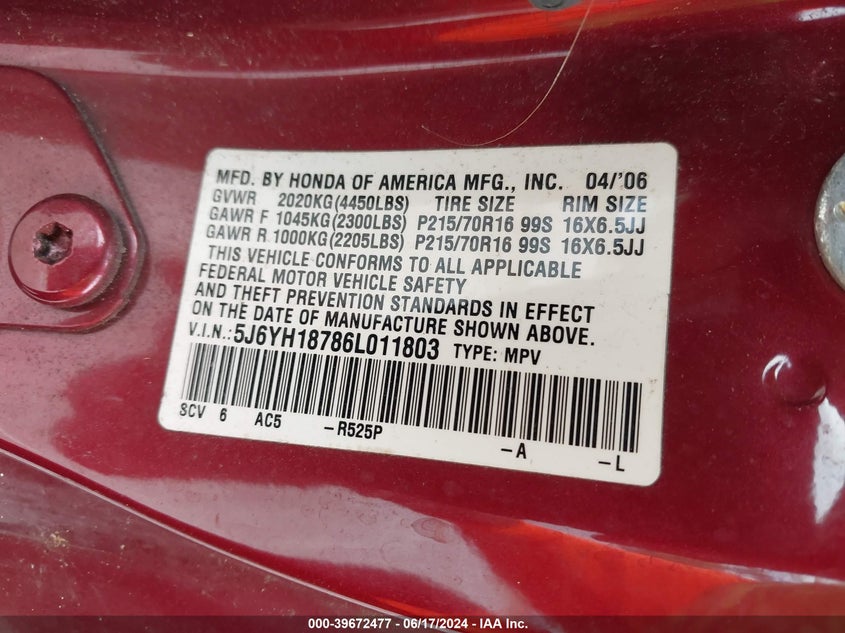 MFD. BY HONDA OF AMERICA MFG., INC. 04/'06
GVWR 2020KG(4450LBS) TIRE SIZE RIM SIZE
GAWR F 1045KG(2300LBS) P215/70R16 99S 16X6.5JJ
GAWR R 1000KG(2205LBS) P215/70R16 99S 16X6.5JJ
THIS VEHICLE CONFORMS TO ALL APPLICABLE
FEDERAL MOTOR VEHICLE SAFETY
AND THEFT PREVENTION STANDARDS IN EFFECT
ON THE DATE OF MANUFACTURE SHOWN ABOVE.
V.I.N.:5J6YH18786L011803 TYPE: MPV
SCV 6 AC5 -R525P -A -L
000-39672477 - 06/17/2024 - IAA Inc.